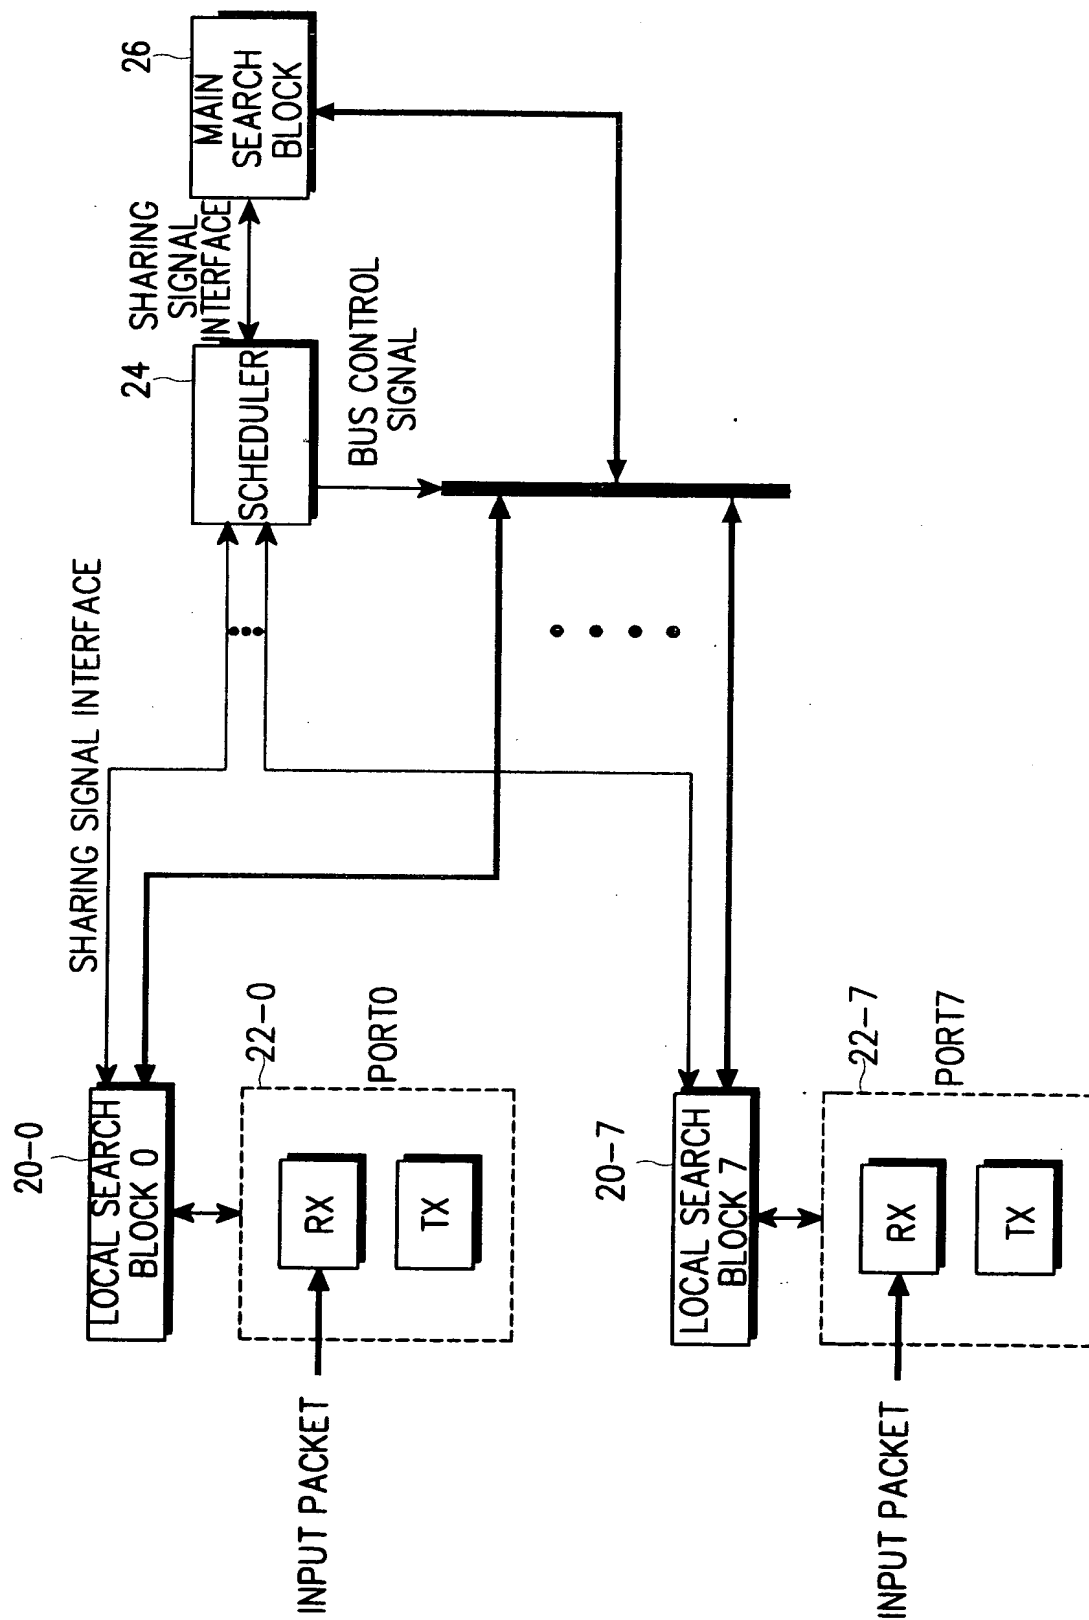 INPUT PACKET
20-0
LOCAL SEARCH
BLOCK 0
22-0
RX
TX
PORT0
SHARING SIGNAL INTERFACE
24
SCHEDULER
SHARING
SIGNAL
INTERFACE
26
MAIN
SEARCH
BLOCK
BUS CONTROL
SIGNAL
INPUT PACKET
20-7
LOCAL SEARCH
BLOCK 7
22-7
RX
TX
PORT7